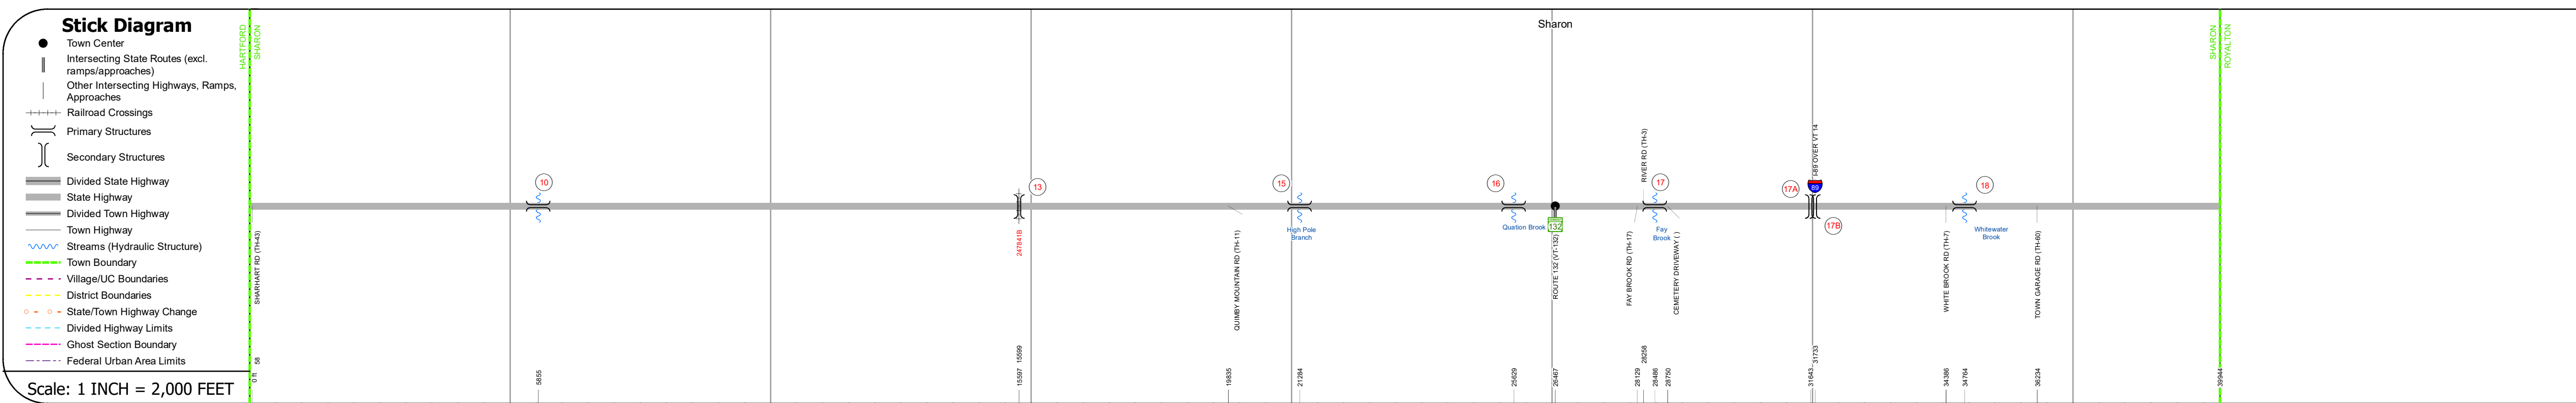 Stick Diagram
Town Center
Intersecting State Routes (excl.
ramps/approaches)
Other Intersecting Highways, Ramps,
Approaches
Railroad Crossings
Primary Structures
Secondary Structures
Divided State Highway
State Highway
Divided Town Highway
Town Highway
Streams (Hydraulic Structure)
Town Boundary
Village/UC Boundaries
District Boundaries
State/Town Highway Change
Divided Highway Limits
Ghost Section Boundary
Federal Urban Area Limits
Scale: 1 INCH = 2,000 FEET
HARTFORD
SHARON
Sharon
SHARON
ROYALTON
10
13
15
16
17
17A
89
17B
18
I-89 OVER VT 14
RIVER RD (TH-3)
High Pole
Branch
Quation Brook
132
Fay
Brook
Whitewater
Brook
SHARHART RD (TH-43)
247841B
QUIMBY MOUNTAIN RD (TH-11)
ROUTE 132 (VT-132)
FAY BROOK RD (TH-17)
CEMETERY DRIVEWAY ( )
WHITE BROOK RD (TH-7)
TOWN GARAGE RD (TH-60)
0 ft
58
5855
15597
15599
19835
21284
25629
26467
28129
28258
28486
28750
31643
31733
34386
34764
36234
39944